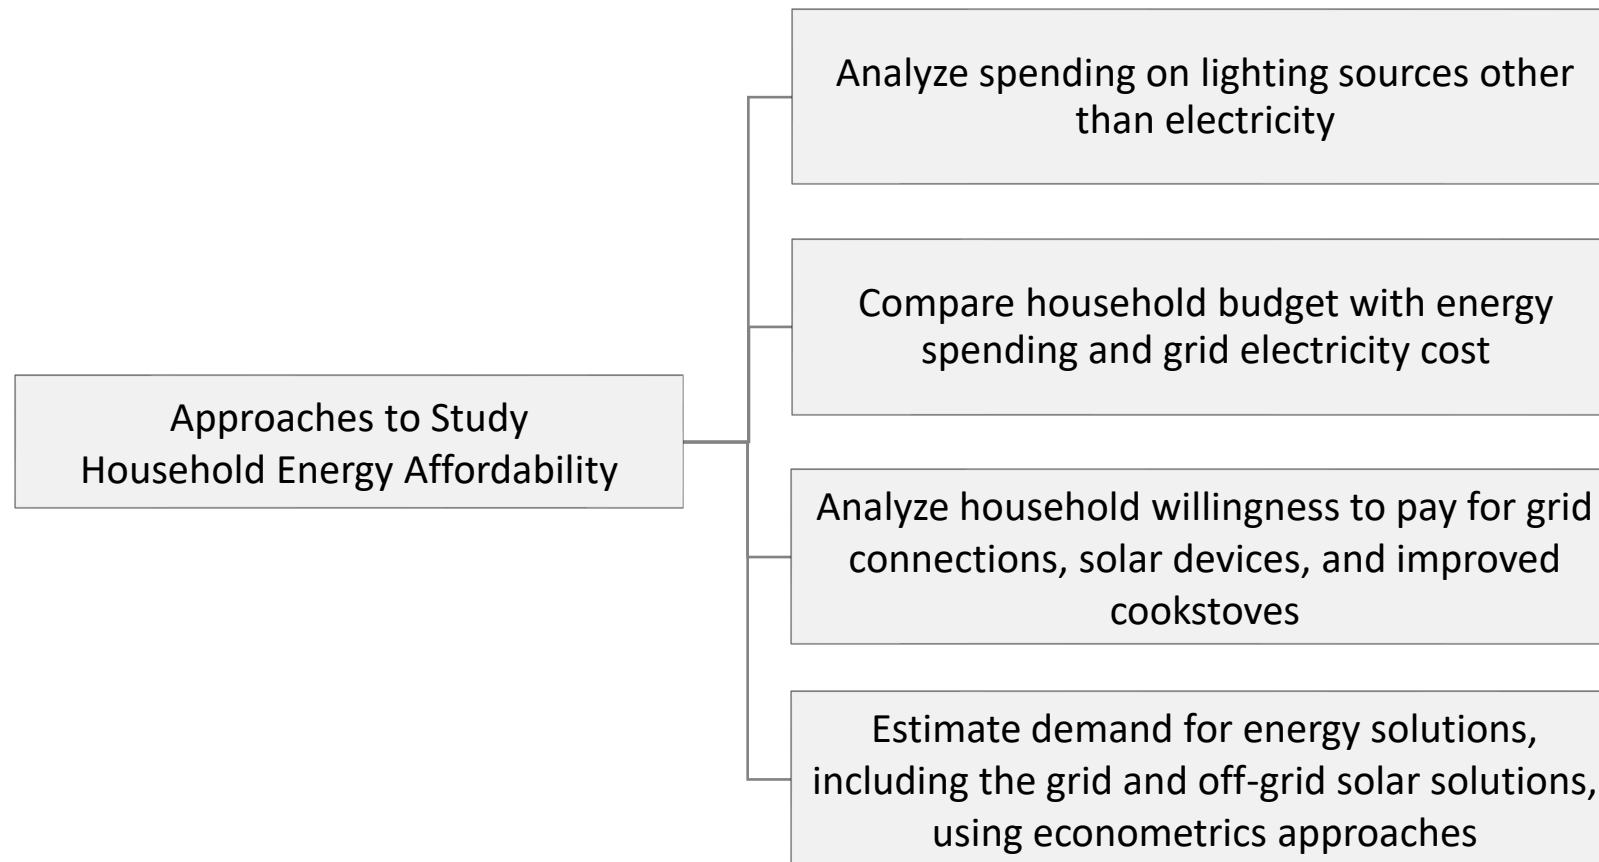 Approaches to Study
Household Energy Affordability
Analyze spending on lighting sources other
than electricity
Compare household budget with energy
spending and grid electricity cost
Analyze household willingness to pay for grid
connections, solar devices, and improved
cookstoves
Estimate demand for energy solutions,
including the grid and off-grid solar solutions,
using econometrics approaches